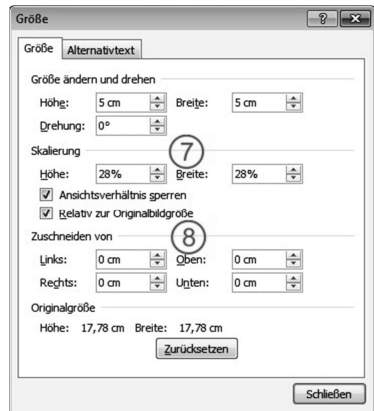 Größe
Größe Alternativtext
Größe ändern und drehen
Höhe: 5 cm Breite: 5 cm
Drehung: 0°
Skalierung 7
Höhe: 28% Breite: 28%
Ansichtsverhältnis sperren
Relativ zur Originalbildgröße
Zuschneiden von 8
Links: 0 cm Oben: 0 cm
Rechts: 0 cm Unten: 0 cm
Originalgröße
Höhe: 17,78 cm Breite: 17,78 cm
Zurücksetzen
Schließen